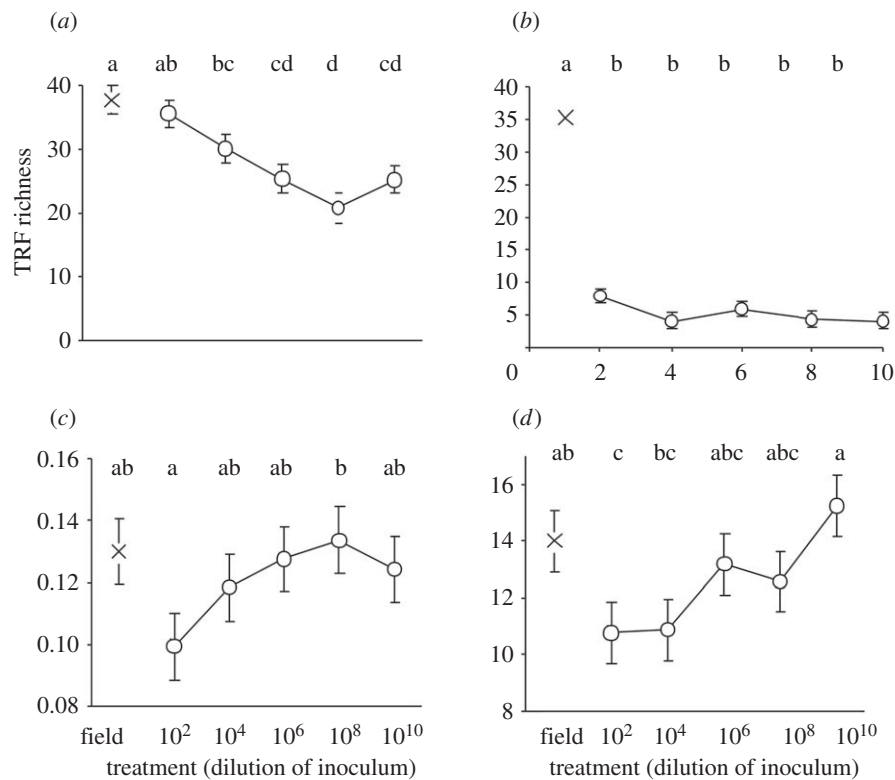 (a)
a ab bc cd d cd
40
30
20
10
0
TRF richness
(b)
a b b b b b
40
35
30
25
20
15
10
5
0 2 4 6 8 10
(c)
ab a ab ab b ab
0.16
0.14
0.12
0.10
0.08
field 10² 10⁴ 10⁶ 10⁸ 10¹⁰
treatment (dilution of inoculum)
(d)
ab c bc abc abc a
16
14
12
10
8
field 10² 10⁴ 10⁶ 10⁸ 10¹⁰
treatment (dilution of inoculum)